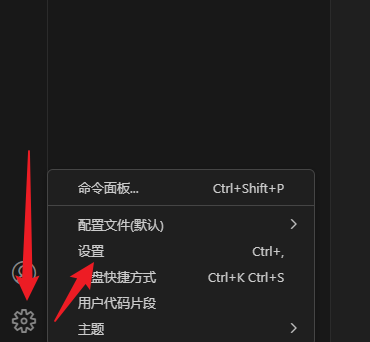 命令面板... Ctrl+Shift+P
配置文件(默认)
设置 Ctrl+,
盘快捷方式 Ctrl+K Ctrl+S
用户代码片段
主题